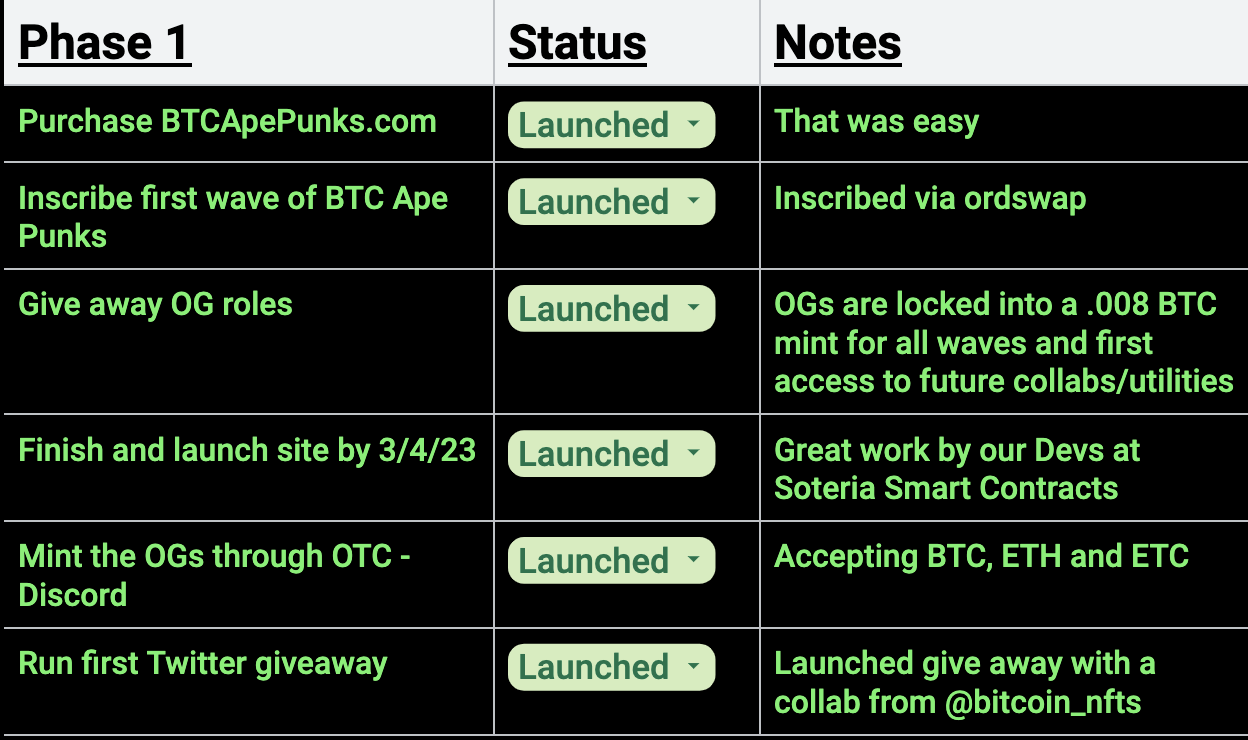 Phase 1 Status Notes
Purchase BTCApePunks.com Launched That was easy
Inscribe first wave of BTC Ape Launched Inscribed via ordswap
Punks
Give away OG roles Launched OGs are locked into a .008 BTC
mint for all waves and first
access to future collabs/utilities
Finish and launch site by 3/4/23 Launched Great work by our Devs at
Soteria Smart Contracts
Mint the OGs through OTC - Launched Accepting BTC, ETH and ETC
Discord
Run first Twitter giveaway Launched Launched give away with a
collab from @bitcoin_nfts